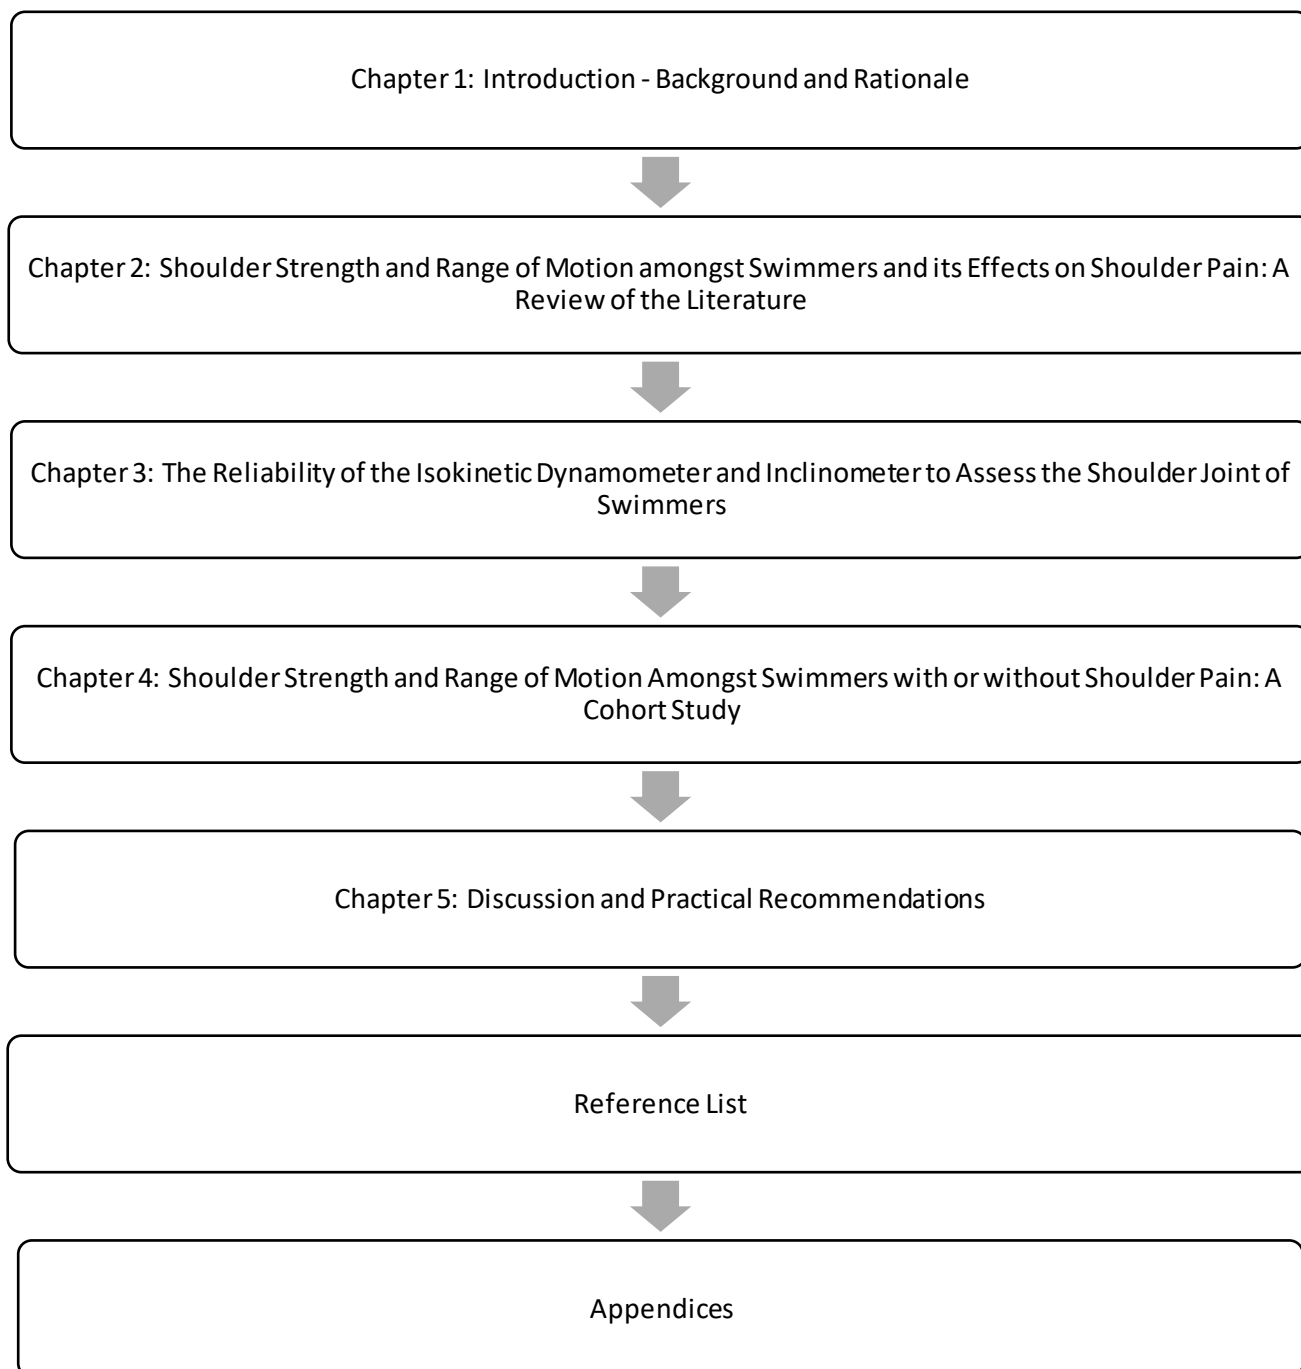 Chapter 1: Introduction - Background and Rationale
Chapter 2: Shoulder Strength and Range of Motion amongst Swimmers and its Effects on Shoulder Pain: A
Review of the Literature
Chapter 3: The Reliability of the Isokinetic Dynamometer and Inclinometer to Assess the Shoulder Joint of
Swimmers
Chapter 4: Shoulder Strength and Range of Motion Amongst Swimmers with or without Shoulder Pain: A
Cohort Study
Chapter 5: Discussion and Practical Recommendations
Reference List
Appendices